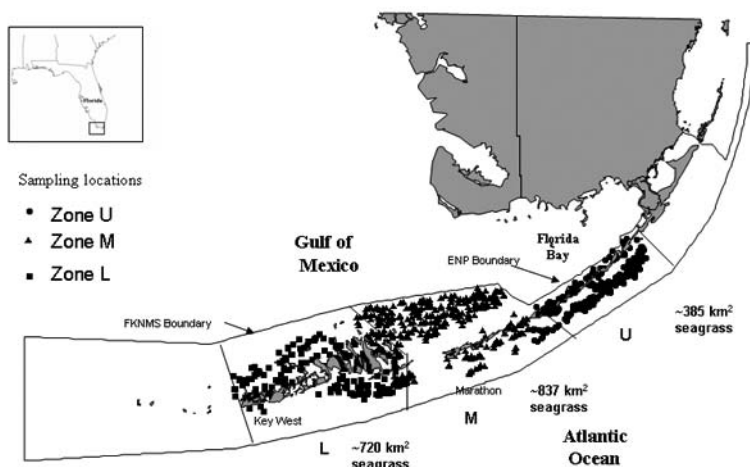 Florida
Sampling locations
Zone U
Zone M
Zone L
Gulf of
Mexico
Florida
Bay
ENP Boundary
FKNMS Boundary
~385 km²
seagrass
U
Marathon
~837 km²
seagrass
M
Key West
L
~720 km²
seagrass
Atlantic
Ocean